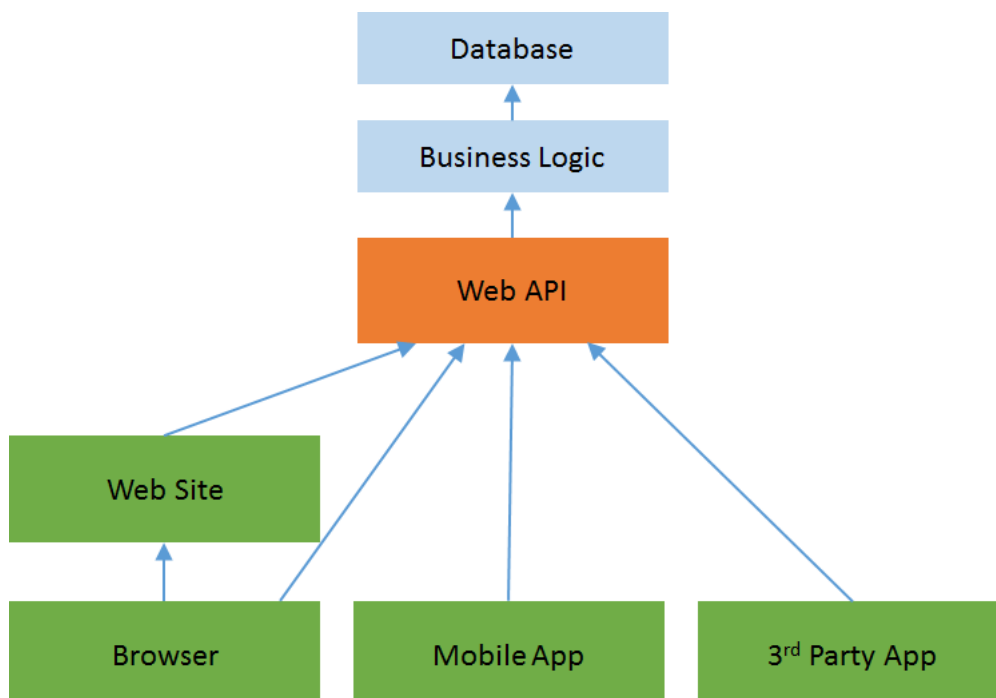 Database
Business Logic
Web API
Web Site
Browser
Mobile App
3rd Party App